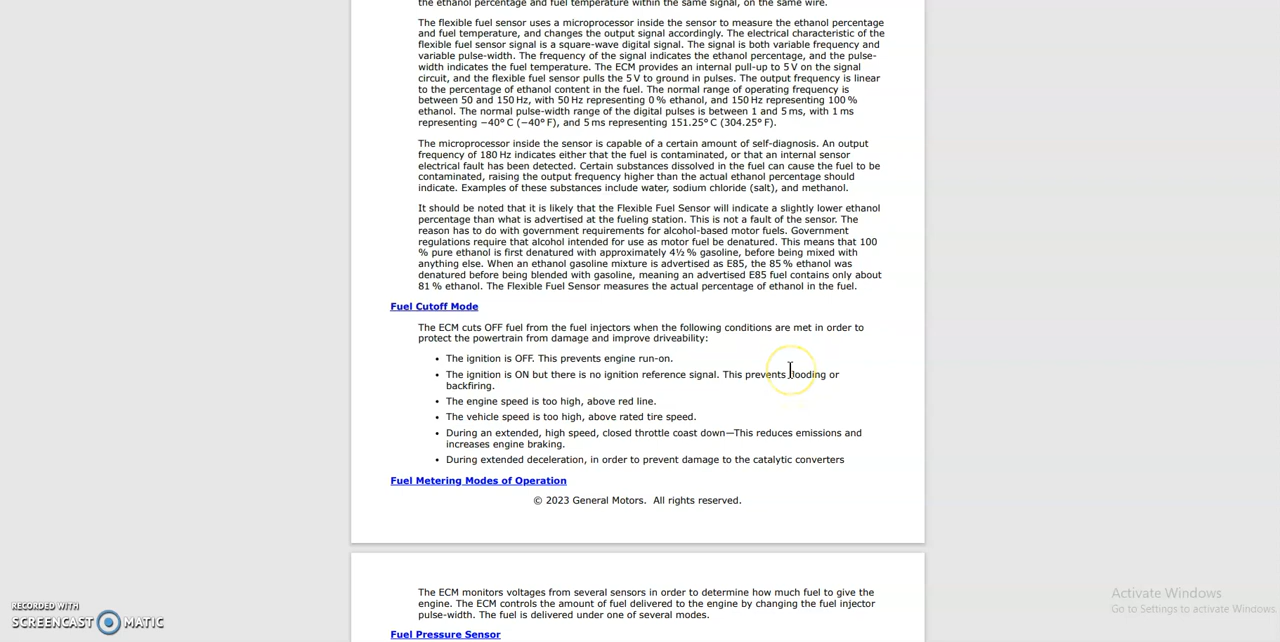 the ethanol percentage and fuel temperature within the same signal, on the same wire.
The flexible fuel sensor uses a microprocessor inside the sensor to measure the ethanol percentage
and fuel temperature, and changes the output signal accordingly. The electrical characteristic of the
flexible fuel sensor signal is a square-wave digital signal. The signal is both variable frequency and
variable pulse-width. The frequency of the signal indicates the ethanol percentage, and the pulse-
width indicates the fuel temperature. The ECM provides an internal pull-up to 5 V on the signal
circuit, and the flexible fuel sensor pulls the 5 V to ground in pulses. The output frequency is linear
to the percentage of ethanol content in the fuel. The normal range of operating frequency is
between 50 and 150 Hz, with 50 Hz representing 0 % ethanol, and 150 Hz representing 100 %
ethanol. The normal pulse-width range of the digital pulses is between 1 and 5 ms, with 1 ms
representing −40° C (−40° F), and 5 ms representing 151.25° C (304.25° F).
The microprocessor inside the sensor is capable of a certain amount of self-diagnosis. An output
frequency of 180 Hz indicates either that the fuel is contaminated, or that an internal sensor
electrical fault has been detected. Certain substances dissolved in the fuel can cause the fuel to be
contaminated, raising the output frequency higher than the actual ethanol percentage should
indicate. Examples of these substances include water, sodium chloride (salt), and methanol.
It should be noted that it is likely that the Flexible Fuel Sensor will indicate a slightly lower ethanol
percentage than what is advertised at the fueling station. This is not a fault of the sensor. The
reason has to do with government requirements for alcohol-based motor fuels. Government
regulations require that alcohol intended for use as motor fuel be denatured. This means that 100
% pure ethanol is first denatured with approximately 4½ % gasoline, before being mixed with
anything else. When an ethanol gasoline mixture is advertised as E85, the 85 % ethanol was
denatured before being blended with gasoline, meaning an advertised E85 fuel contains only about
81 % ethanol. The Flexible Fuel Sensor measures the actual percentage of ethanol in the fuel.
Fuel Cutoff Mode
The ECM cuts OFF fuel from the fuel injectors when the following conditions are met in order to
protect the powertrain from damage and improve driveability:
• The ignition is OFF. This prevents engine run-on.
• The ignition is ON but there is no ignition reference signal. This prevents flooding or
backfiring.
• The engine speed is too high, above red line.
• The vehicle speed is too high, above rated tire speed.
• During an extended, high speed, closed throttle coast down—This reduces emissions and
increases engine braking.
• During extended deceleration, in order to prevent damage to the catalytic converters
Fuel Metering Modes of Operation
© 2023 General Motors. All rights reserved.
The ECM monitors voltages from several sensors in order to determine how much fuel to give the
engine. The ECM controls the amount of fuel delivered to the engine by changing the fuel injector
pulse-width. The fuel is delivered under one of several modes.
Fuel Pressure Sensor
Activate Windows
Go to Settings to activate Windows.
RECORDED WITH
SCREENCAST MATIC